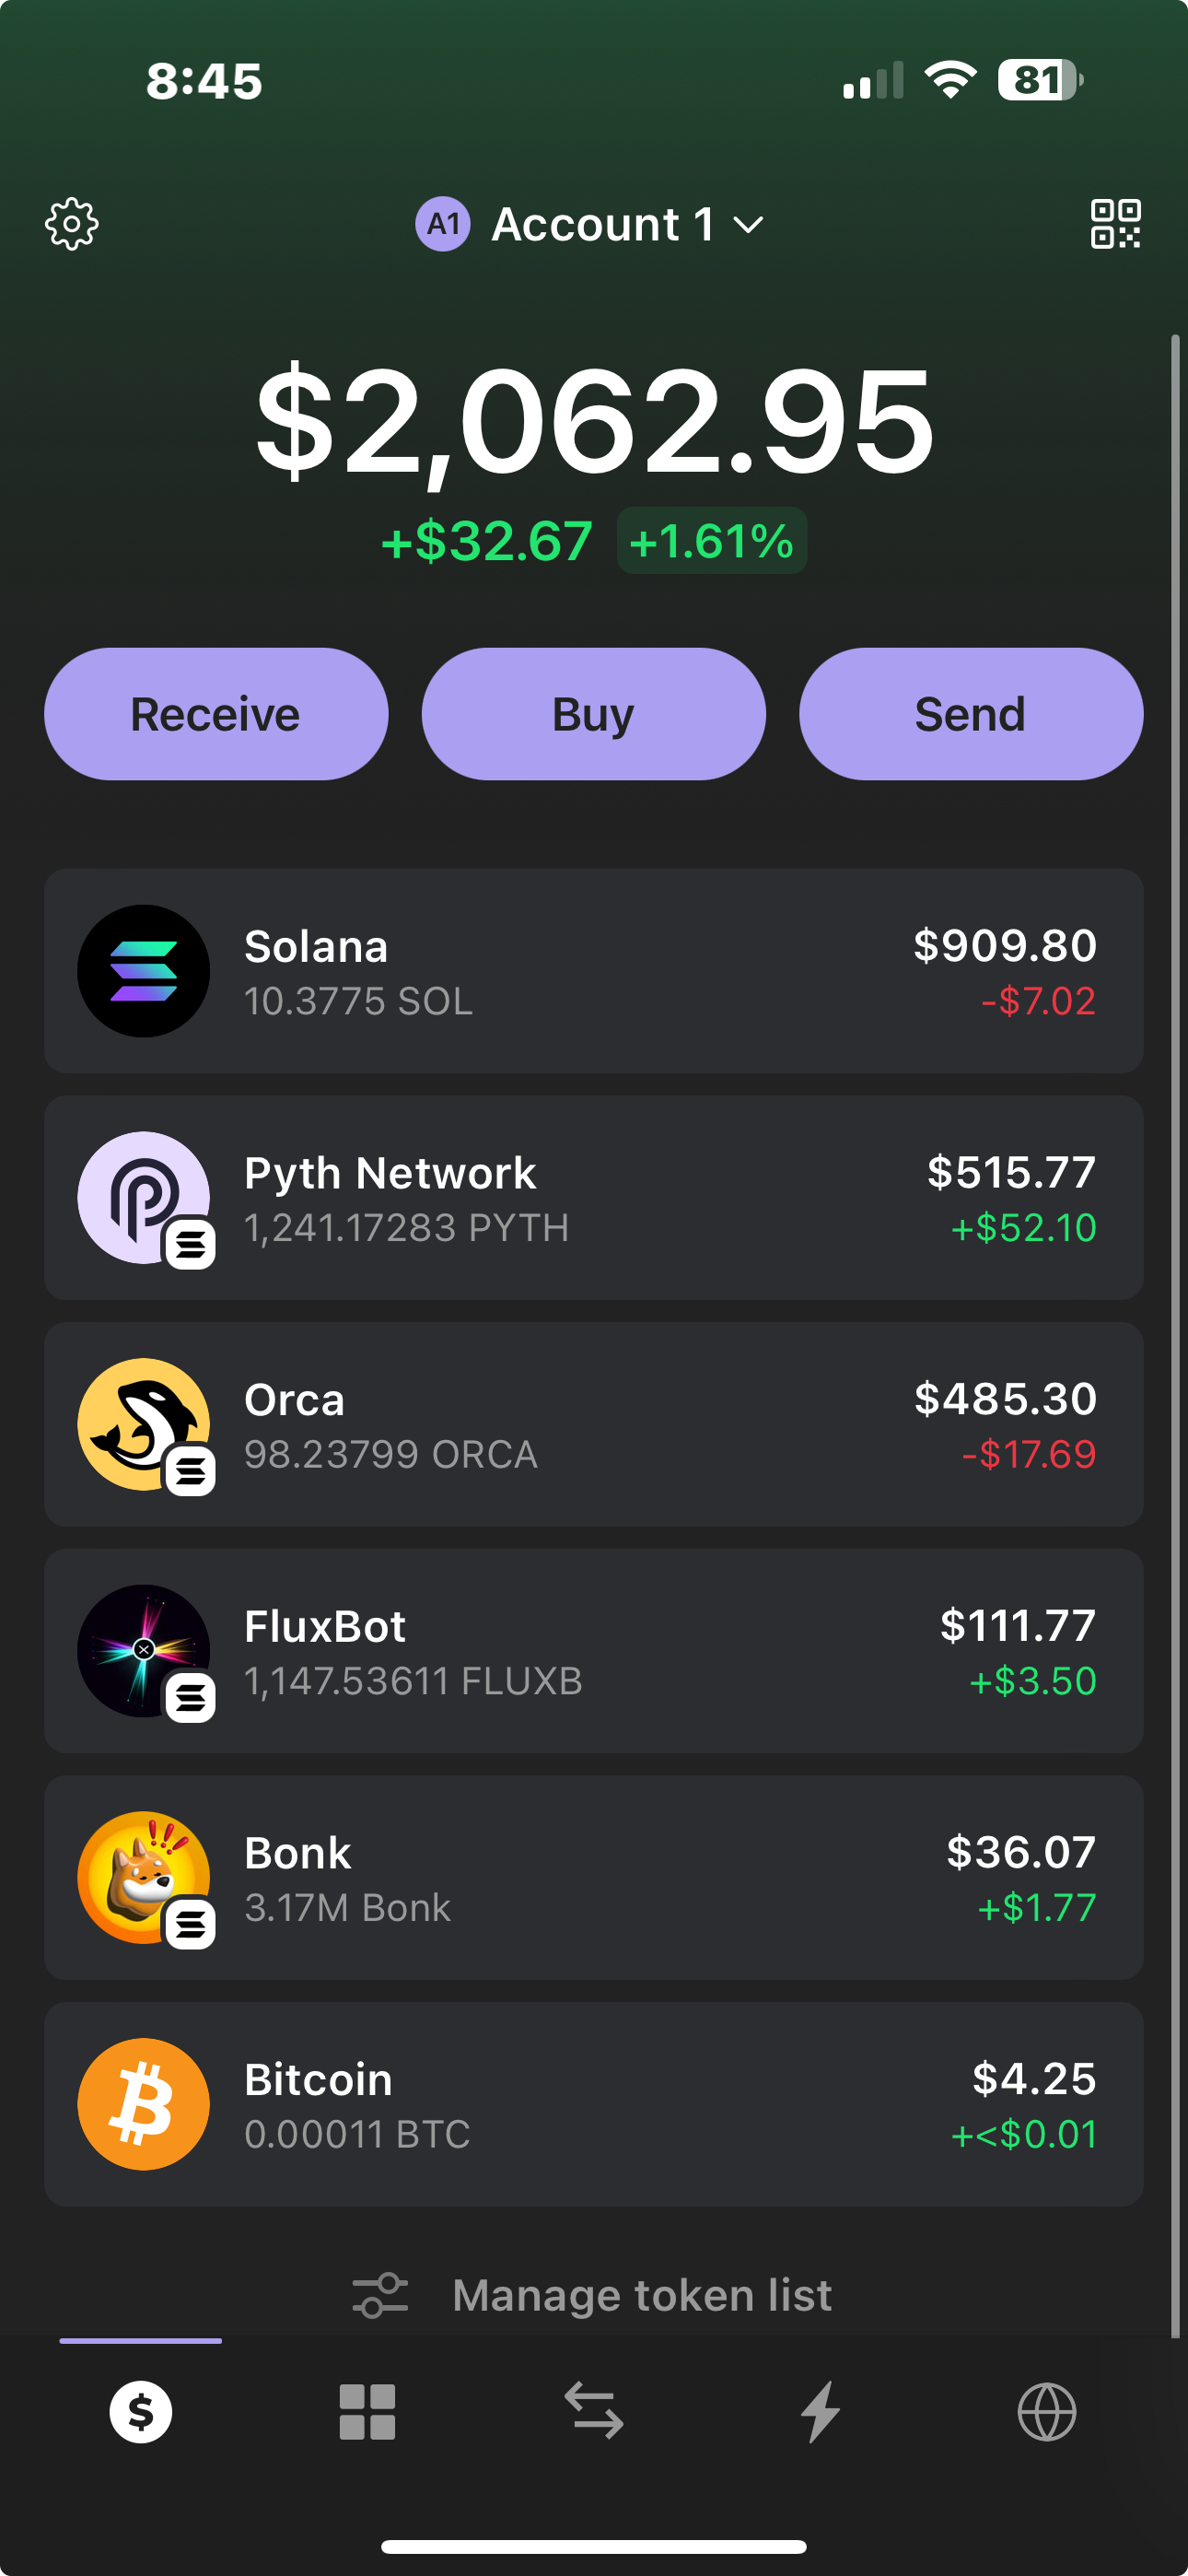 8:45
81
A1 Account 1
$2,062.95
+$32.67 +1.61%
Receive Buy Send
Solana $909.80
10.3775 SOL -$7.02
Pyth Network $515.77
1,241.17283 PYTH +$52.10
Orca $485.30
98.23799 ORCA -$17.69
FluxBot $111.77
1,147.53611 FLUXB +$3.50
Bonk $36.07
3.17M Bonk +$1.77
Bitcoin $4.25
0.00011 BTC +<$0.01
Manage token list